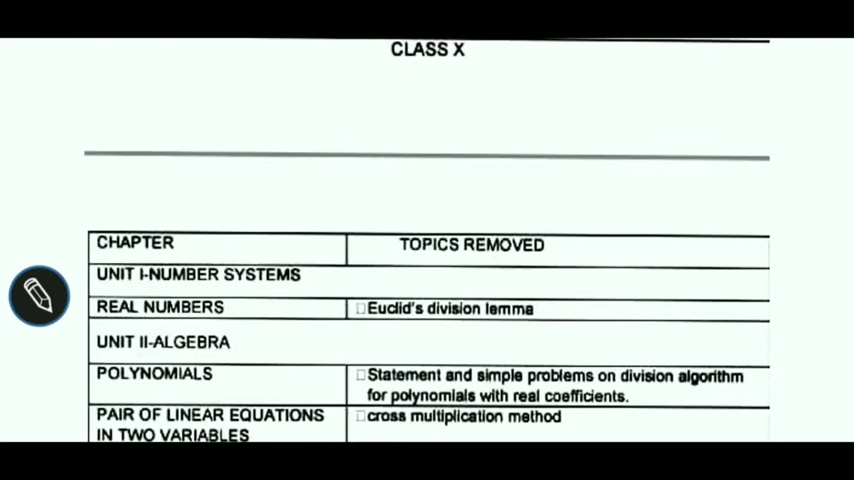 CLASS X
CHAPTER TOPICS REMOVED
UNIT I-NUMBER SYSTEMS
REAL NUMBERS □Euclid's division lemma
UNIT II-ALGEBRA
POLYNOMIALS □Statement and simple problems on division algorithm
for polynomials with real coefficients.
PAIR OF LINEAR EQUATIONS □cross multiplication method
IN TWO VARIABLES